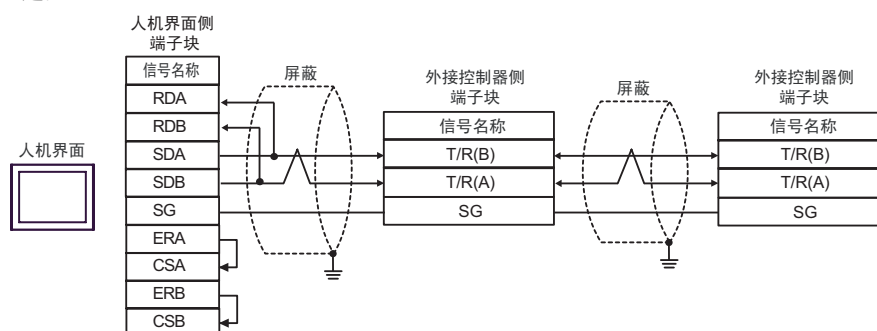 人机界面侧
端子块
信号名称
RDA
RDB
SDA
SDB
SG
ERA
CSA
ERB
CSB
人机界面
屏蔽
外接控制器侧
端子块
信号名称
T/R(B)
T/R(A)
SG
屏蔽
外接控制器侧
端子块
信号名称
T/R(B)
T/R(A)
SG